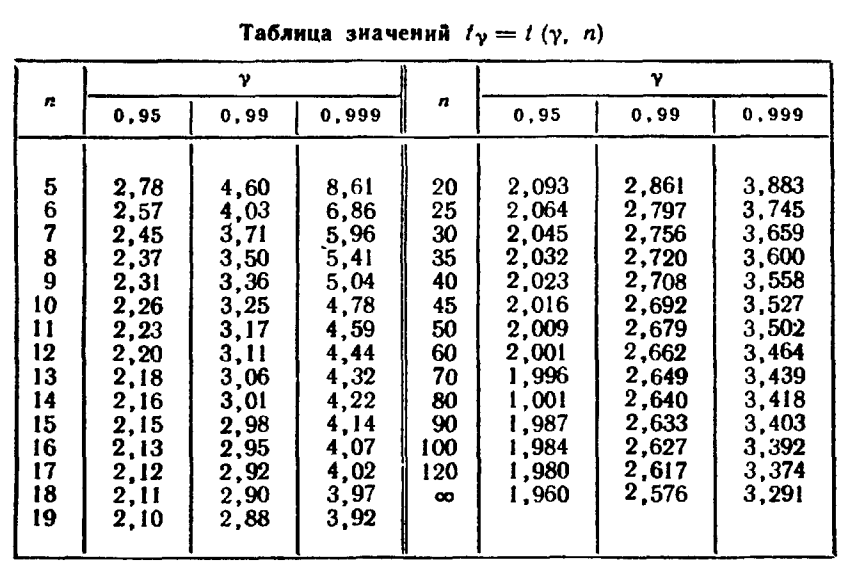 Таблица значений tγ = t (γ, n)
n γ n γ
0,95 0,99 0,999 0,95 0,99 0,999
5 2,78 4,60 8,61 20 2,093 2,861 3,883
6 2,57 4,03 6,86 25 2,064 2,797 3,745
7 2,45 3,71 5,96 30 2,045 2,756 3,659
8 2,37 3,50 5,41 35 2,032 2,720 3,600
9 2,31 3,36 5,04 40 2,023 2,708 3,558
10 2,26 3,25 4,78 45 2,016 2,692 3,527
11 2,23 3,17 4,59 50 2,009 2,679 3,502
12 2,20 3,11 4,44 60 2,001 2,662 3,464
13 2,18 3,06 4,32 70 1,996 2,649 3,439
14 2,16 3,01 4,22 80 1,001 2,640 3,418
15 2,15 2,98 4,14 90 1,987 2,633 3,403
16 2,13 2,95 4,07 100 1,984 2,627 3,392
17 2,12 2,92 4,02 120 1,980 2,617 3,374
18 2,11 2,90 3,97 ∞ 1,960 2,576 3,291
19 2,10 2,88 3,92